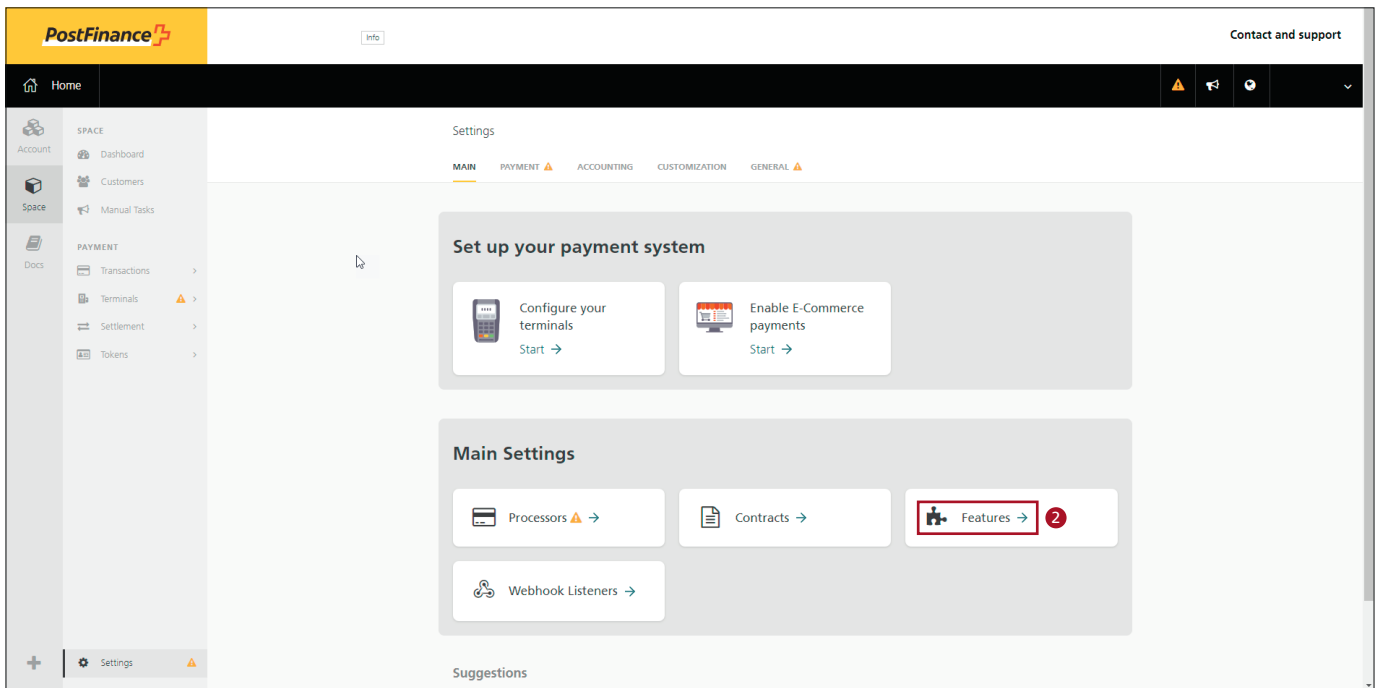 PostFinance
Info
Contact and support
Home
Account
Space
Docs
SPACE
Dashboard
Customers
Manual Tasks
PAYMENT
Transactions
Terminals
Settlement
Tokens
Settings
Settings
MAIN PAYMENT ACCOUNTING CUSTOMIZATION GENERAL
Set up your payment system
Configure your
terminals
Start →
Enable E-Commerce
payments
Start →
Main Settings
Processors →
Contracts →
Features → 2
Webhook Listeners →
Suggestions